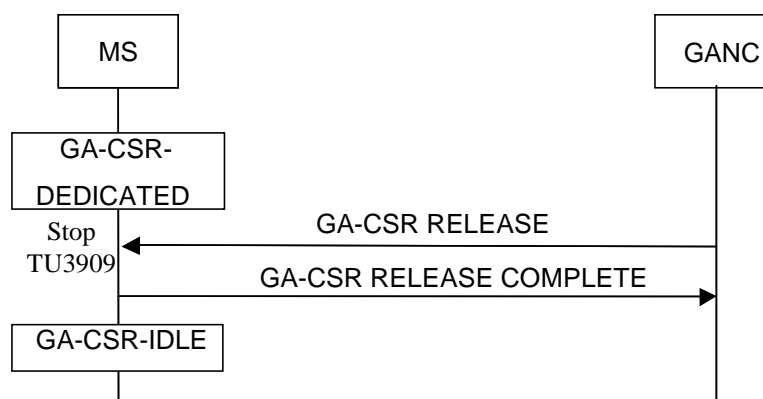 MS
GANC
GA-CSR-
DEDICATED
Stop
TU3909
GA-CSR RELEASE
GA-CSR RELEASE COMPLETE
GA-CSR-IDLE